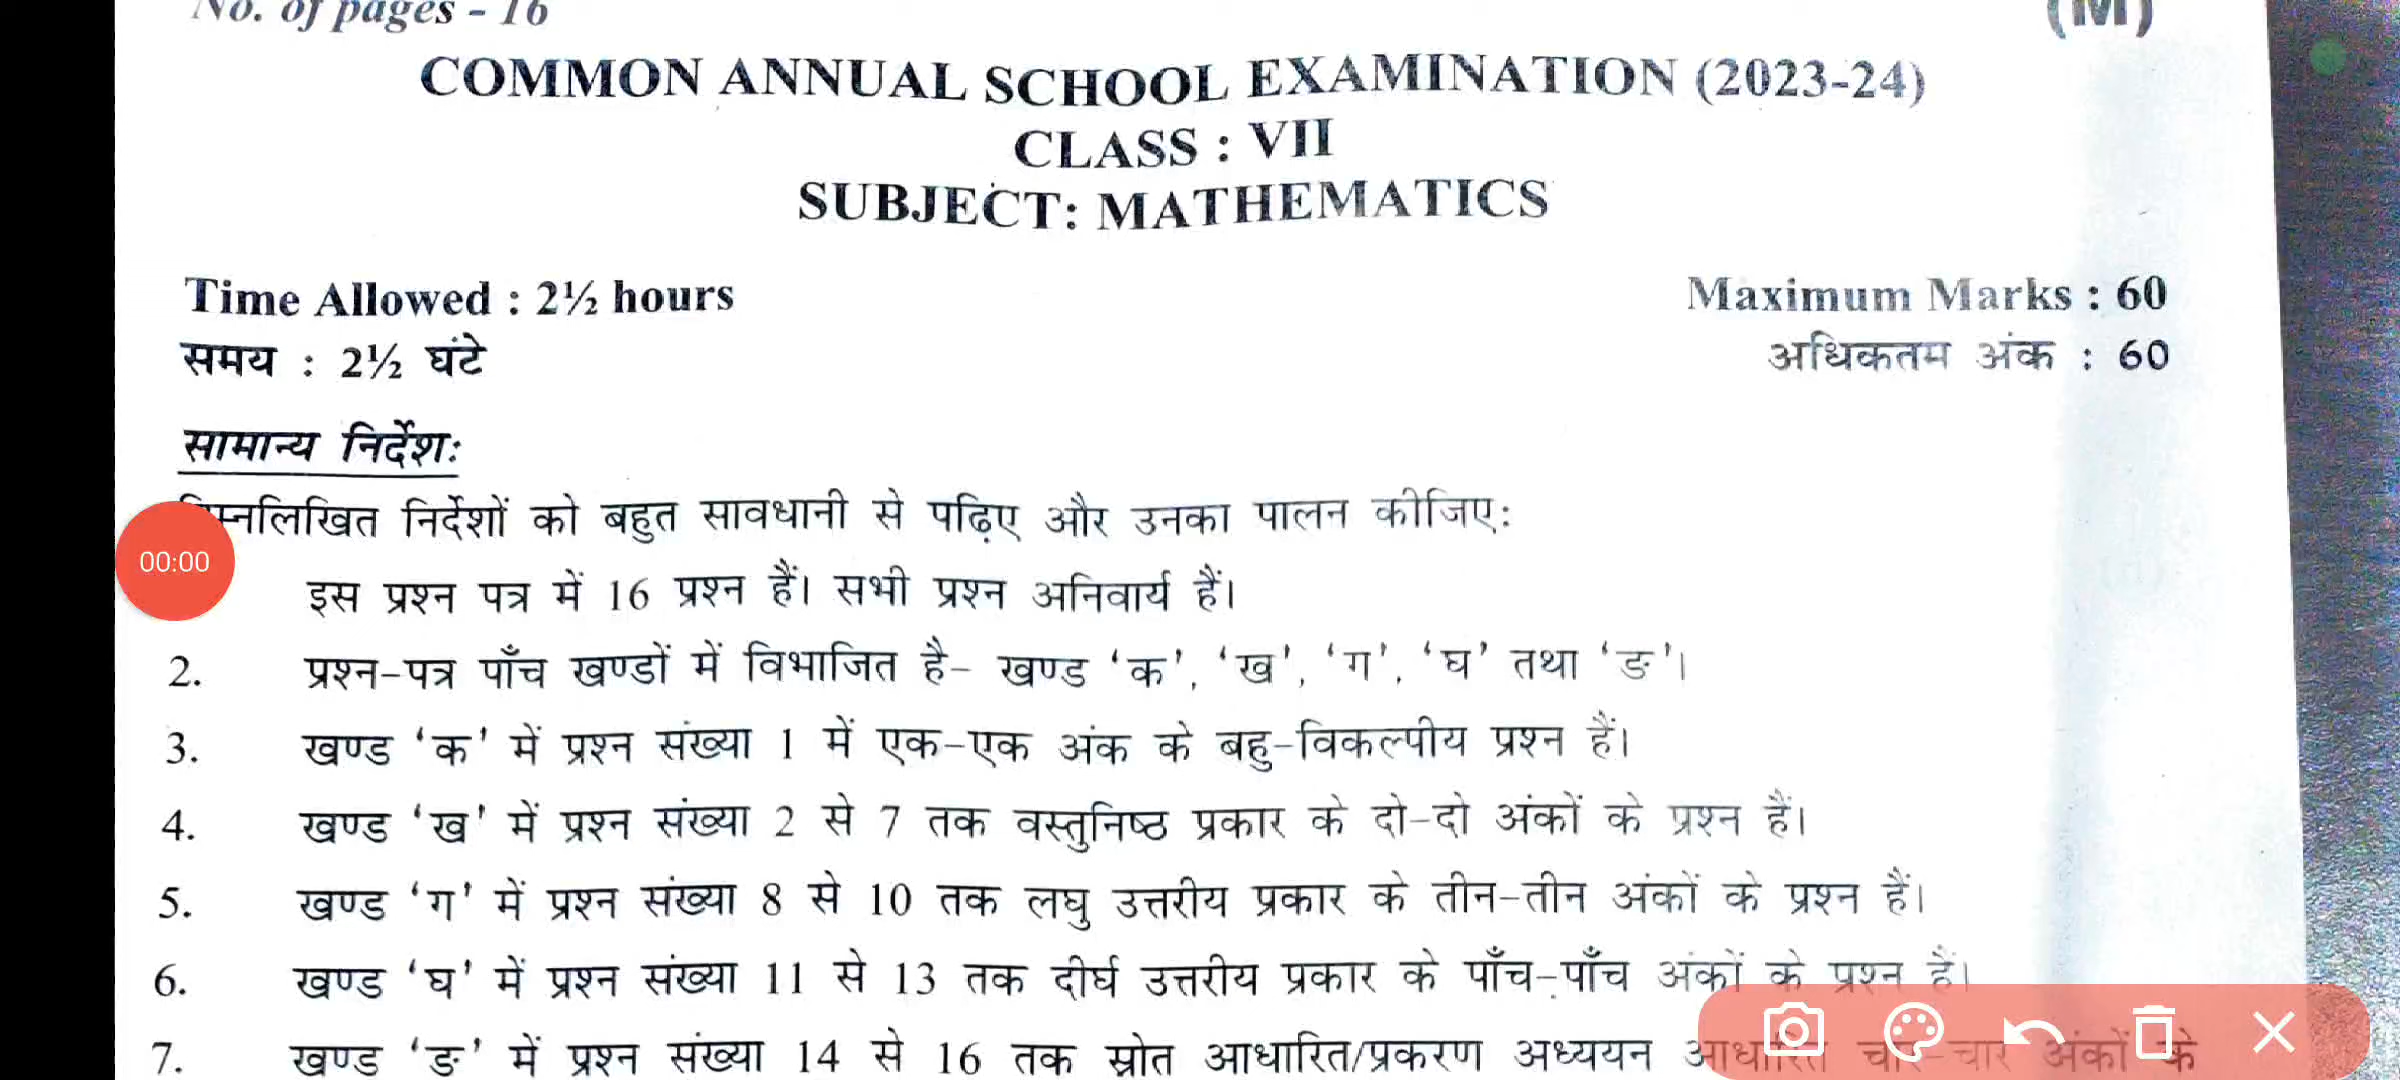 No. of pages - 16
(M)
COMMON ANNUAL SCHOOL EXAMINATION (2023-24)
CLASS : VII
SUBJECT: MATHEMATICS
Time Allowed : 2½ hours
Maximum Marks : 60
समय : 2½ घंटे
अधिकतम अंक : 60
सामान्य निर्देश:
निम्नलिखित निर्देशों को बहुत सावधानी से पढ़िए और उनका पालन कीजिए:
00:00
इस प्रश्न पत्र में 16 प्रश्न हैं। सभी प्रश्न अनिवार्य हैं।
2. प्रश्न-पत्र पाँच खण्डों में विभाजित है- खण्ड 'क', 'ख', 'ग', 'घ' तथा 'ङ'।
3. खण्ड 'क' में प्रश्न संख्या 1 में एक-एक अंक के बहु-विकल्पीय प्रश्न हैं।
4. खण्ड 'ख' में प्रश्न संख्या 2 से 7 तक वस्तुनिष्ठ प्रकार के दो-दो अंकों के प्रश्न हैं।
5. खण्ड 'ग' में प्रश्न संख्या 8 से 10 तक लघु उत्तरीय प्रकार के तीन-तीन अंकों के प्रश्न हैं।
6. खण्ड 'घ' में प्रश्न संख्या 11 से 13 तक दीर्घ उत्तरीय प्रकार के पाँच-पाँच अंकों के प्रश्न हैं।
7. खण्ड 'ङ' में प्रश्न संख्या 14 से 16 तक स्रोत आधारित/प्रकरण अध्ययन आधारित चार-चार अंकों के